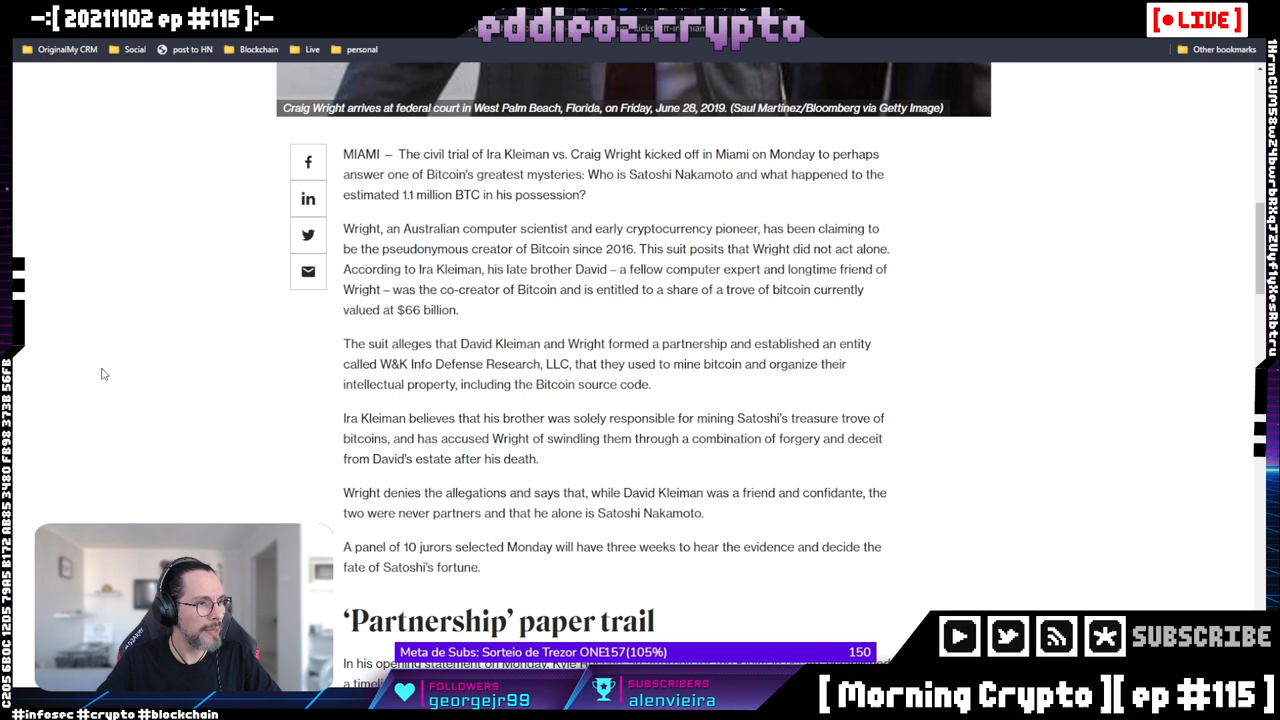 -:[ 20211102 ep #115 ]:-
eddieoz.crypto
[● LIVE ]
OriginalMy CRM
Social
post to HN
Blockchain
Live
personal
Other bookmarks
Craig Wright arrives at federal court in West Palm Beach, Florida, on Friday, June 28, 2019. (Saul Martinez/Bloomberg via Getty Image)
MIAMI — The civil trial of Ira Kleiman vs. Craig Wright kicked off in Miami on Monday to perhaps
answer one of Bitcoin's greatest mysteries: Who is Satoshi Nakamoto and what happened to the
estimated 1.1 million BTC in his possession?
Wright, an Australian computer scientist and early cryptocurrency pioneer, has been claiming to
be the pseudonymous creator of Bitcoin since 2016. This suit posits that Wright did not act alone.
According to Ira Kleiman, his late brother David – a fellow computer expert and longtime friend of
Wright – was the co-creator of Bitcoin and is entitled to a share of a trove of bitcoin currently
valued at $66 billion.
The suit alleges that David Kleiman and Wright formed a partnership and established an entity
called W&K Info Defense Research, LLC, that they used to mine bitcoin and organize their
intellectual property, including the Bitcoin source code.
Ira Kleiman believes that his brother was solely responsible for mining Satoshi's treasure trove of
bitcoins, and has accused Wright of swindling them through a combination of forgery and deceit
from David's estate after his death.
Wright denies the allegations and says that, while David Kleiman was a friend and confidante, the
two were never partners and that he alone is Satoshi Nakamoto.
A panel of 10 jurors selected Monday will have three weeks to hear the evidence and decide the
fate of Satoshi's fortune.
'Partnership' paper trail
In his opening statement on Monday,
a timeli
Meta de Subs: Sorteio de Trezor ONE157(105%)
150
FOLLOWERS
georgejr99
SUBSCRIBERS
alenvieira
SUBSCRIBE
[ Morning Crypto ][ ep #115 ]
#infosec #crypto #blockchain